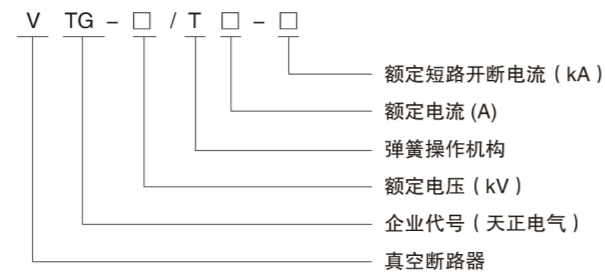 V TG - □ / T □ - □
额定短路开断电流（kA）
额定电流 (A)
弹簧操作机构
额定电压（kV）
企业代号（天正电气）
真空断路器